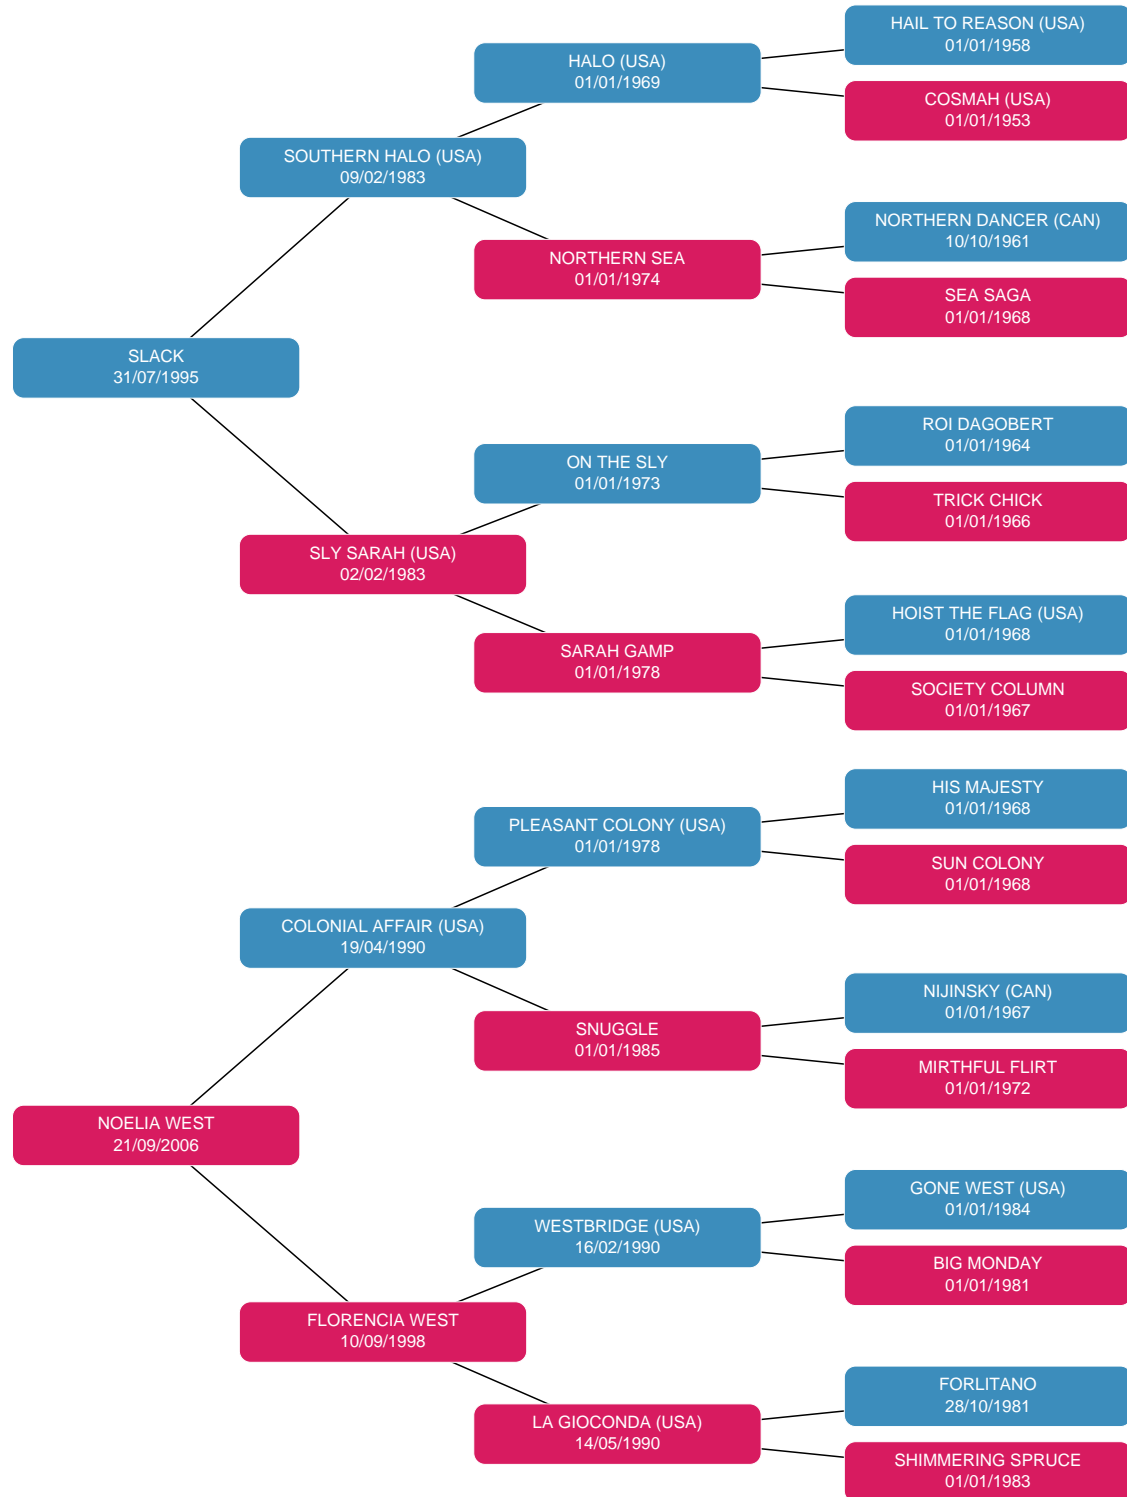 HAIL TO REASON (USA)
01/01/1958
HALO (USA)
01/01/1969
COSMAH (USA)
01/01/1953
SOUTHERN HALO (USA)
09/02/1983
NORTHERN DANCER (CAN)
10/10/1961
NORTHERN SEA
01/01/1974
SEA SAGA
01/01/1968
SLACK
31/07/1995
ROI DAGOBERT
01/01/1964
ON THE SLY
01/01/1973
TRICK CHICK
01/01/1966
SLY SARAH (USA)
02/02/1983
HOIST THE FLAG (USA)
01/01/1968
SARAH GAMP
01/01/1978
SOCIETY COLUMN
01/01/1967
HIS MAJESTY
01/01/1968
PLEASANT COLONY (USA)
01/01/1978
SUN COLONY
01/01/1968
COLONIAL AFFAIR (USA)
19/04/1990
NIJINSKY (CAN)
01/01/1967
SNUGGLE
01/01/1985
MIRTHFUL FLIRT
01/01/1972
NOELIA WEST
21/09/2006
GONE WEST (USA)
01/01/1984
WESTBRIDGE (USA)
16/02/1990
BIG MONDAY
01/01/1981
FLORENCIA WEST
10/09/1998
FORLITANO
28/10/1981
LA GIOCONDA (USA)
14/05/1990
SHIMMERING SPRUCE
01/01/1983